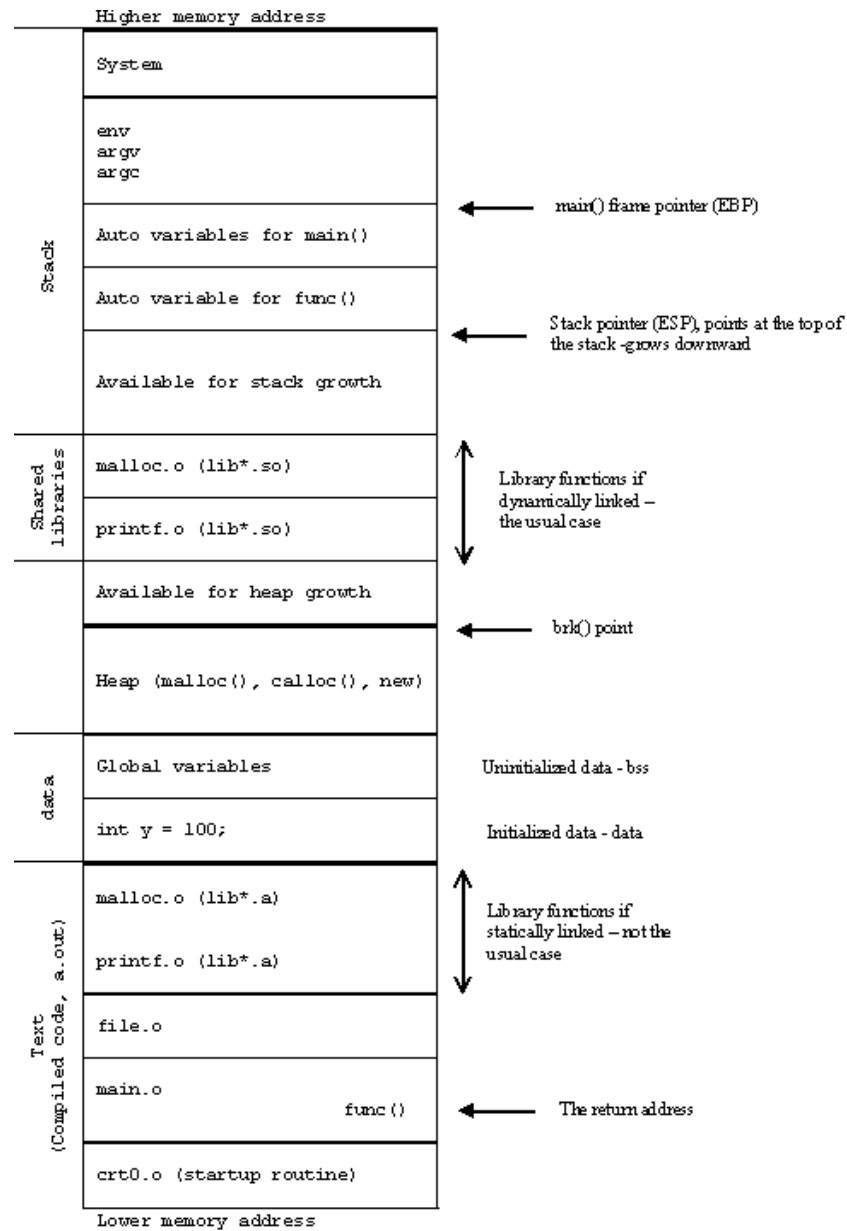 Higher memory address
System
env
argv
argc
main() frame pointer (EBP)
Auto variables for main()
Stack
Auto variable for func()
Stack pointer (ESP), points at the top of
the stack -grows downward
Available for stack growth
Shared
libraries
malloc.o (lib*.so)
printf.o (lib*.so)
Library functions if
dynamically linked –
the usual case
Available for heap growth
brk() point
Heap (malloc(), calloc(), new)
data
Global variables
Uninitialized data - bss
int y = 100;
Initialized data - data
Text
(Compiled code, a.out)
malloc.o (lib*.a)
printf.o (lib*.a)
Library functions if
statically linked – not the
usual case
file.o
main.o
func()
The return address
crt0.o (startup routine)
Lower memory address